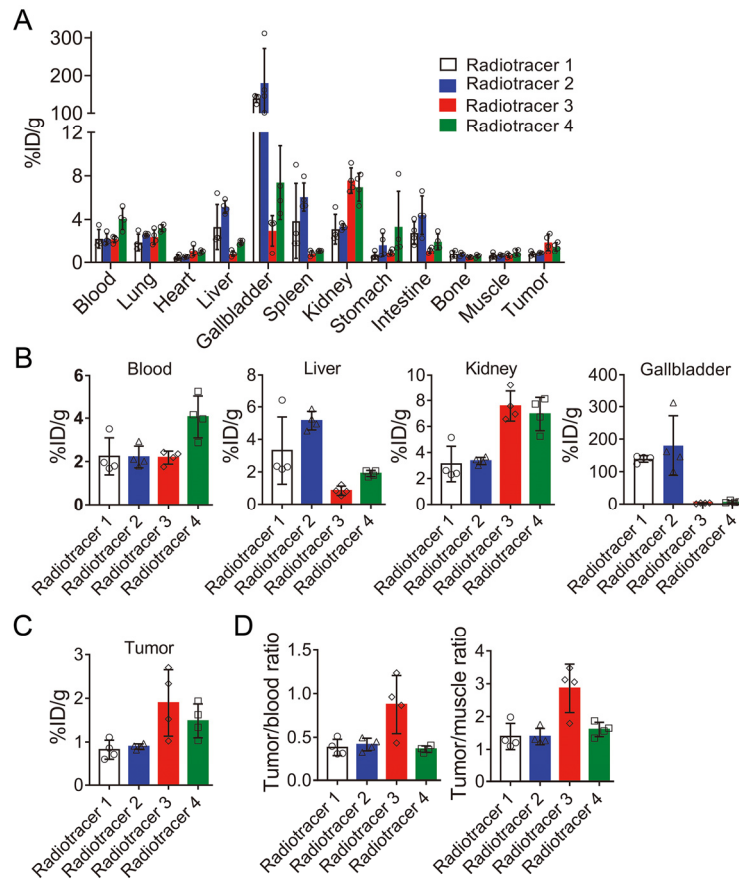 A
%ID/g
300
200
100
12
8
4
0
Radiotracer 1
Radiotracer 2
Radiotracer 3
Radiotracer 4
Blood
Lung
Heart
Liver
Gallbladder
Spleen
Kidney
Stomach
Intestine
Bone
Muscle
Tumor
B
Blood
%ID/g
6
4
2
0
Radiotracer 1
Radiotracer 2
Radiotracer 3
Radiotracer 4
Liver
8
6
4
2
0
Radiotracer 1
Radiotracer 2
Radiotracer 3
Radiotracer 4
Kidney
%ID/g
10
8
6
4
2
0
Radiotracer 1
Radiotracer 2
Radiotracer 3
Radiotracer 4
Gallbladder
%ID/g
400
300
200
100
0
Radiotracer 1
Radiotracer 2
Radiotracer 3
Radiotracer 4
C
Tumor
%ID/g
3
2
1
0
Radiotracer 1
Radiotracer 2
Radiotracer 3
Radiotracer 4
D
Tumor/blood ratio
1.5
1.0
0.5
0.0
Radiotracer 1
Radiotracer 2
Radiotracer 3
Radiotracer 4
Tumor/muscle ratio
4
3
2
1
0
Radiotracer 1
Radiotracer 2
Radiotracer 3
Radiotracer 4